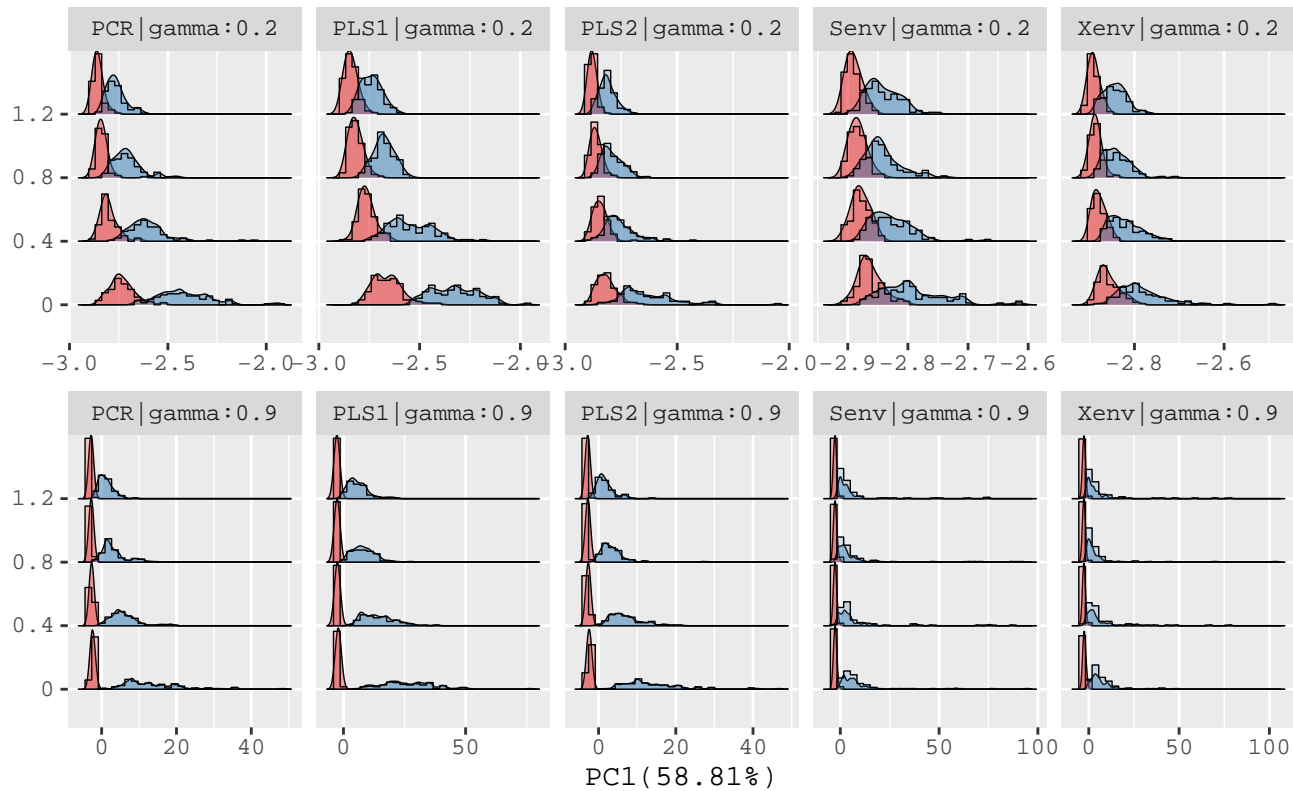 PCR|gamma:0.2 PLS1|gamma:0.2 PLS2|gamma:0.2 Senv|gamma:0.2 Xenv|gamma:0.2
1.2
0.8
0.4
0
-3.0 -2.5 -2.0 -3.0 -2.5 -2.0 -3.0 -2.5 -2.0 -2.9 -2.8 -2.7 -2.6 -2.8 -2.6
PCR|gamma:0.9 PLS1|gamma:0.9 PLS2|gamma:0.9 Senv|gamma:0.9 Xenv|gamma:0.9
1.2
0.8
0.4
0
0 20 40 0 50 0 20 40 0 50 100 0 50 100
PC1(58.81%)